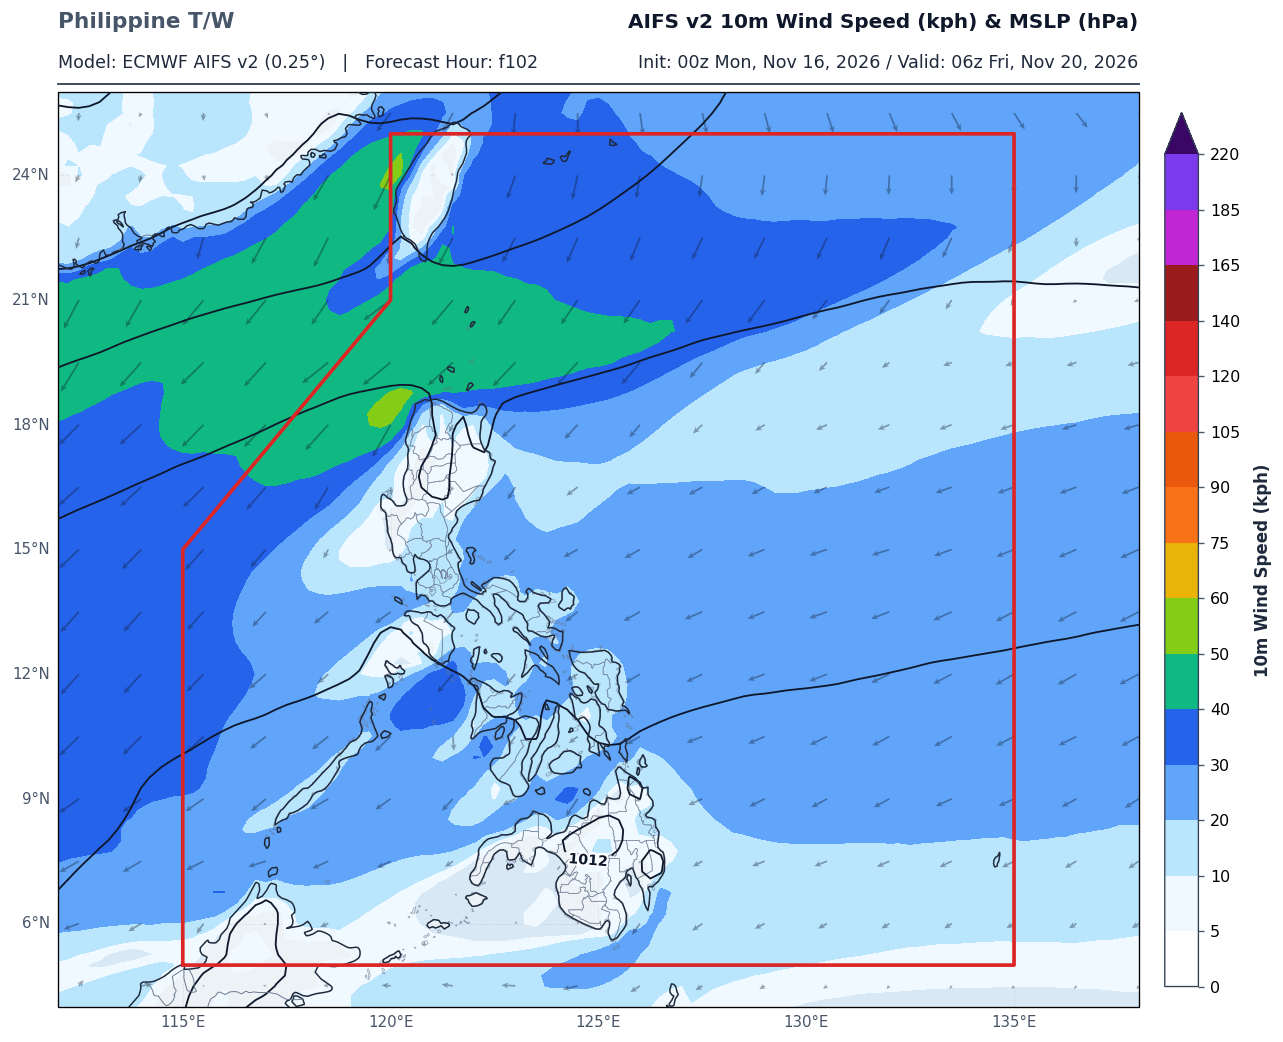 Philippine T/W
AIFS v2 10m Wind Speed (kph) & MSLP (hPa)
Model: ECMWF AIFS v2 (0.25°) | Forecast Hour: f102
Init: 00z Mon, Nov 16, 2026 / Valid: 06z Fri, Nov 20, 2026
24°N
21°N
18°N
15°N
12°N
9°N
6°N
1012
115°E
120°E
125°E
130°E
135°E
220
185
165
140
120
105
90
75
60
50
40
30
20
10
5
0
10m Wind Speed (kph)